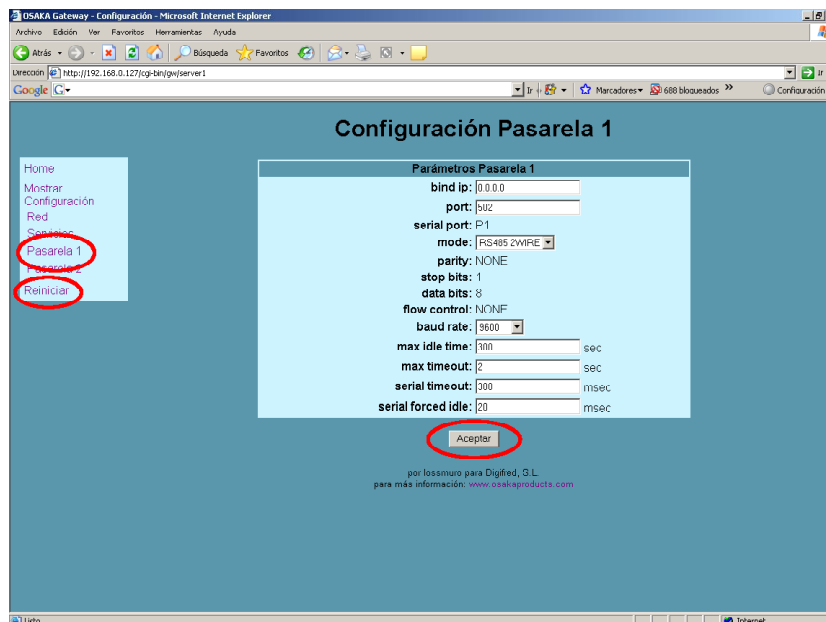 OSAKA Gateway - Configuración - Microsoft Internet Explorer
Archivo Edición Ver Favoritos Herramientas Ayuda
Atrás Búsqueda Favoritos
Dirección http://192.168.0.127/cgi-bin/gw/server1 Ir
Google G Ir Marcadores 688 bloqueados Configuración
Configuración Pasarela 1
Home
Mostrar
Configuración
Red
Servicios
Pasarela 1
Pasarela 2
Reiniciar
Parámetros Pasarela 1
bind ip: 0.0.0.0
port: 502
serial port: P1
mode: RS485 2WIRE
parity: NONE
stop bits: 1
data bits: 8
flow control: NONE
baud rate: 9600
max idle time: 300 sec
max timeout: 2 sec
serial timeout: 300 msec
serial forced idle: 20 msec
Aceptar
por lossmuro para Digifred, S.L.
para más información: www.osakaproducts.com
Listo Internet